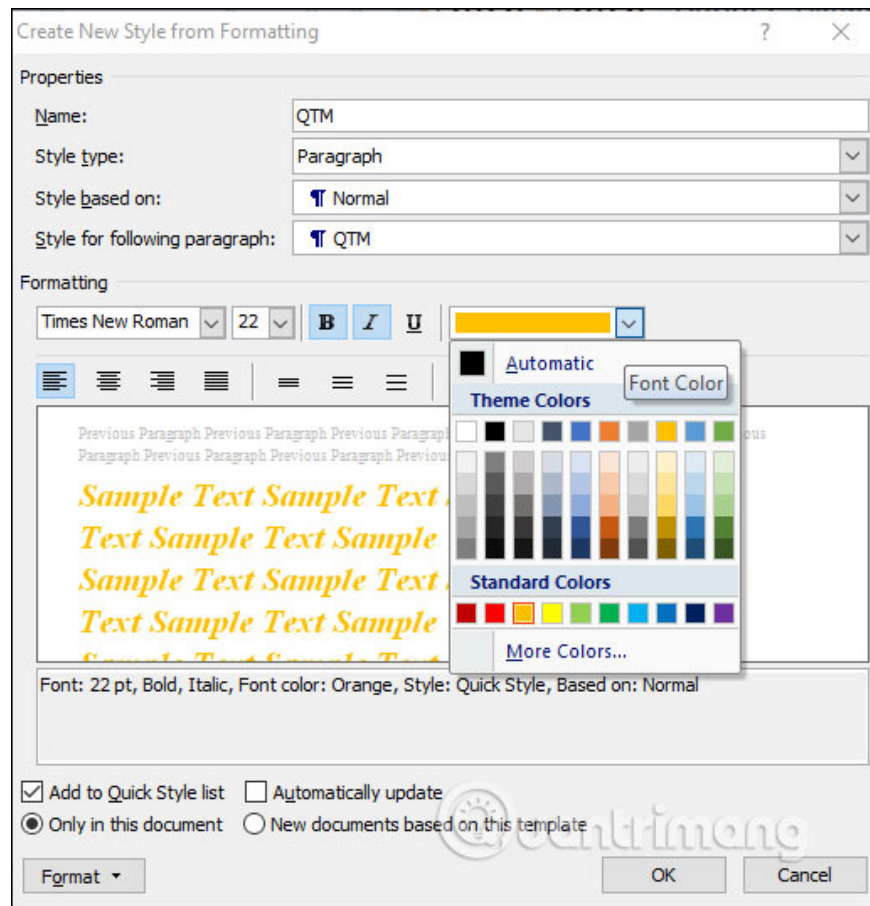 Create New Style from Formatting
Properties
Name: QTM
Style type: Paragraph
Style based on: ¶ Normal
Style for following paragraph: ¶ QTM
Formatting
Times New Roman 22 B I U
Automatic
Font Color
Theme Colors
Previous Paragraph Previous Paragraph Previous Paragraph
Paragraph Previous Paragraph Previous Paragraph
Sample Text Sample Text
Text Sample Text Sample
Sample Text Sample Text
Text Sample Text Sample
Sample Text Sample Text
Standard Colors
More Colors...
Font: 22 pt, Bold, Italic, Font color: Orange, Style: Quick Style, Based on: Normal
Add to Quick Style list Automatically update
Only in this document New documents based on this template
uantrimang
Format OK Cancel